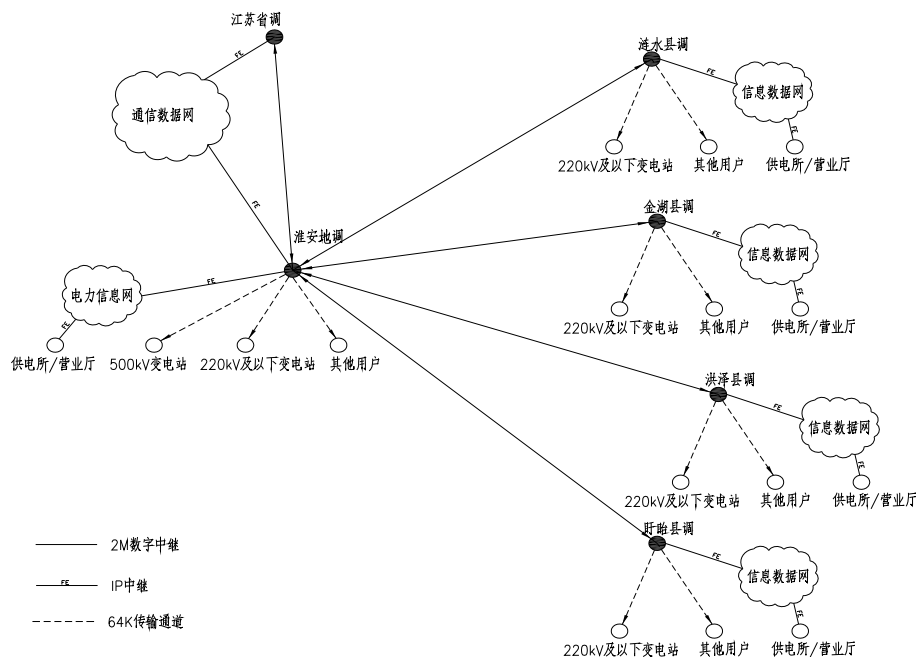 江苏省调
FE
通信数据网
FE
淮安地调
FE
电力信息网
FE
供电所/营业厅
500kV变电站
220kV及以下变电站
其他用户
涟水县调
FE
信息数据网
FE
220kV及以下变电站
其他用户
供电所/营业厅
金湖县调
FE
信息数据网
FE
220kV及以下变电站
其他用户
供电所/营业厅
洪泽县调
FE
信息数据网
FE
220kV及以下变电站
其他用户
供电所/营业厅
盱眙县调
FE
信息数据网
FE
220kV及以下变电站
其他用户
供电所/营业厅
2M数字中继
FE
IP中继
64K传输通道